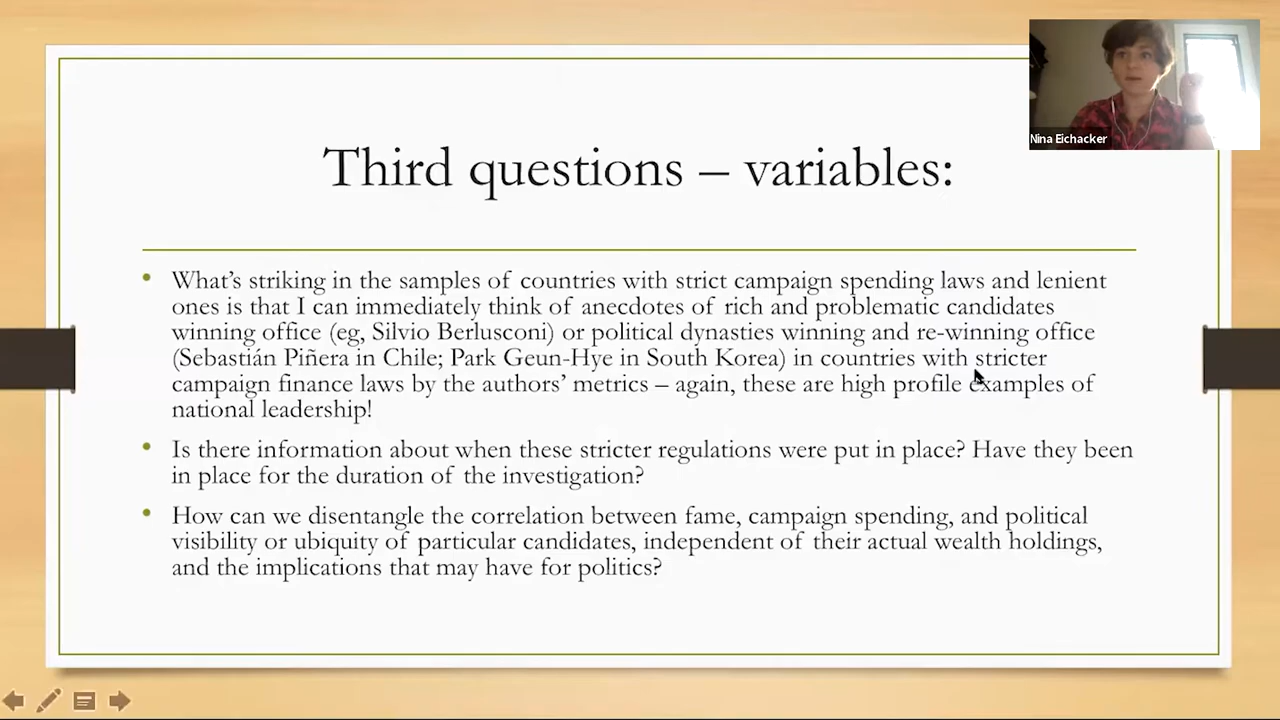 Nina Eichacker
Third questions – variables:
What's striking in the samples of countries with strict campaign spending laws and lenient
ones is that I can immediately think of anecdotes of rich and problematic candidates
winning office (eg, Silvio Berlusconi) or political dynasties winning and re-winning office
(Sebastián Piñera in Chile; Park Geun-Hye in South Korea) in countries with stricter
campaign finance laws by the authors' metrics – again, these are high profile examples of
national leadership!
Is there information about when these stricter regulations were put in place? Have they been
in place for the duration of the investigation?
How can we disentangle the correlation between fame, campaign spending, and political
visibility or ubiquity of particular candidates, independent of their actual wealth holdings,
and the implications that may have for politics?